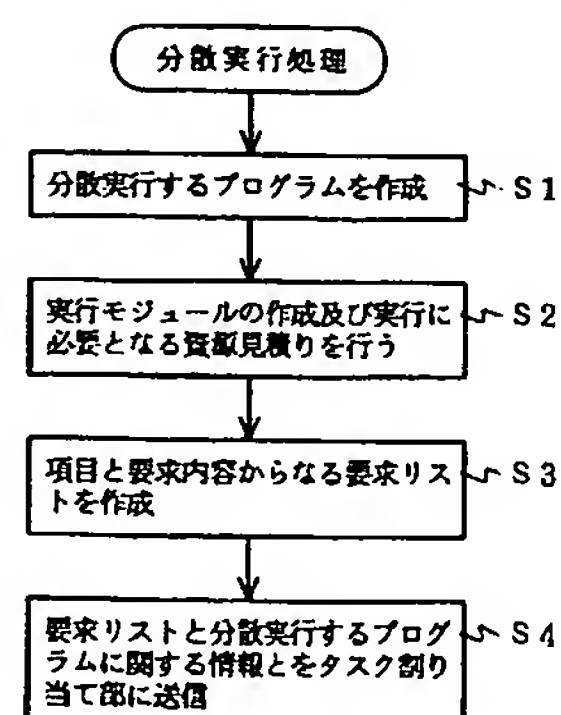 分散実行処理
分散実行するプログラムを作成
S1
実行モジュールの作成及び実行に
必要となる資源見積りを行う
S2
項目と要求内容からなる要求リス
トを作成
S3
要求リストと分散実行するプログ
ラムに関する情報とをタスク割り
当て部に送信
S4